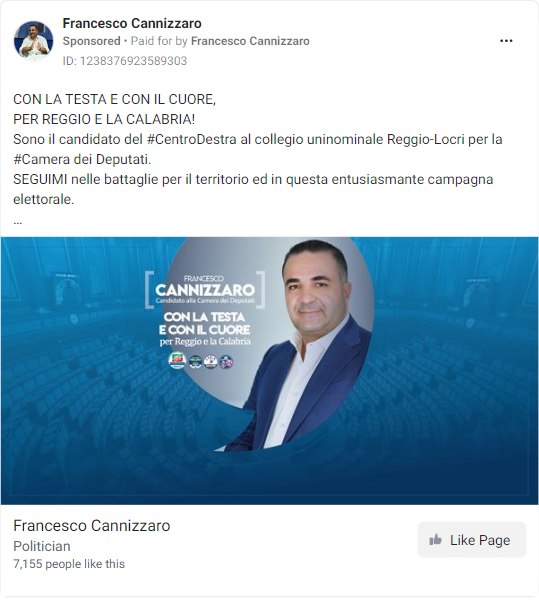 Francesco Cannizzaro
Sponsored • Paid for by Francesco Cannizzaro
ID: 1238376923589303
CON LA TESTA E CON IL CUORE,
PER REGGIO E LA CALABRIA!
Sono il candidato del #CentroDestra al collegio uninominale Reggio-Locri per la
#Camera dei Deputati.
SEGUIMI nelle battaglie per il territorio ed in questa entusiasmante campagna
elettorale.
...
FRANCESCO
CANNIZZARO
Candidato alla Camera dei Deputati
CON LA TESTA
E CON IL CUORE
per Reggio e la Calabria
Francesco Cannizzaro
Politician
7,155 people like this
Like Page